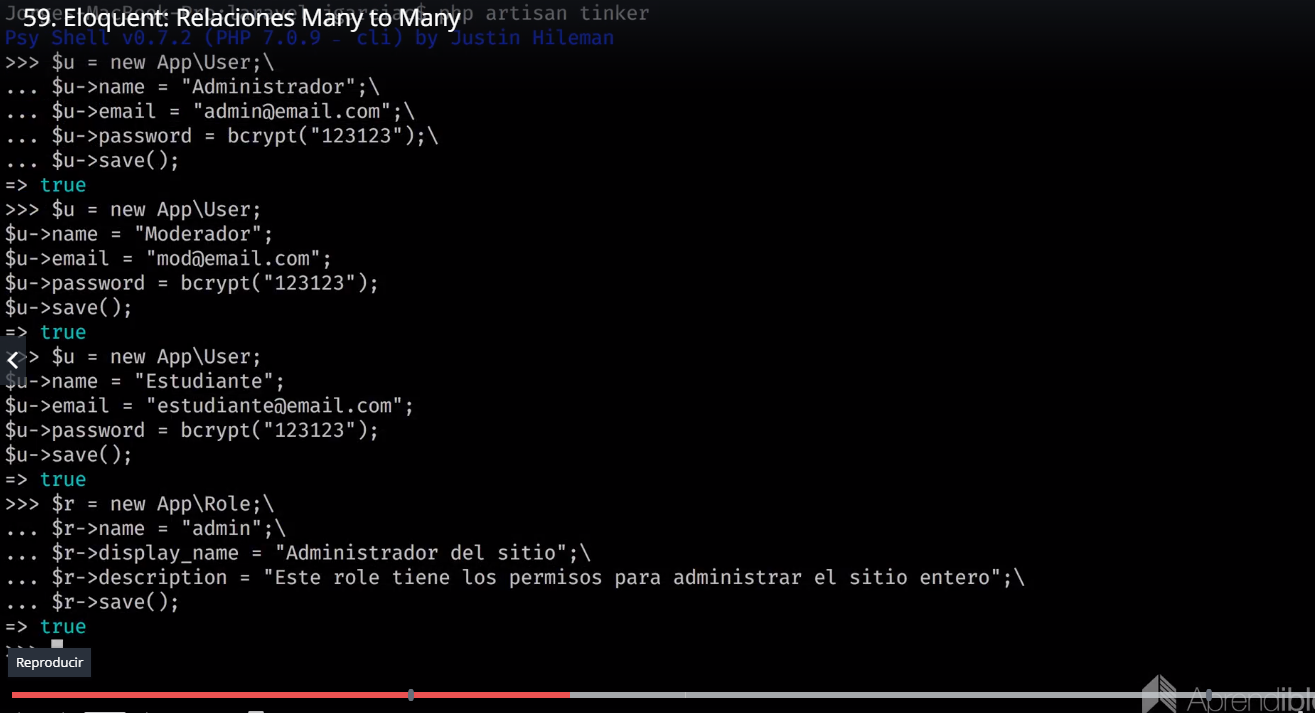 59. Eloquent: Relaciones Many to Many
php artisan tinker
Psy Shell v0.7.2 (PHP 7.0.9 - cli) by Justin Hileman
>>> $u = new App\User;\
... $u->name = "Administrador";\
... $u->email = "admin@email.com";\
... $u->password = bcrypt("123123");\
... $u->save();
=> true
>>> $u = new App\User;
$u->name = "Moderador";
$u->email = "mod@email.com";
$u->password = bcrypt("123123");
$u->save();
=> true
>>> $u = new App\User;
$u->name = "Estudiante";
$u->email = "estudiante@email.com";
$u->password = bcrypt("123123");
$u->save();
=> true
>>> $r = new App\Role;\
... $r->name = "admin";\
... $r->display_name = "Administrador del sitio";\
... $r->description = "Este role tiene los permisos para administrar el sitio entero";\
... $r->save();
=> true
>>>
Reproducir
Aprendibl